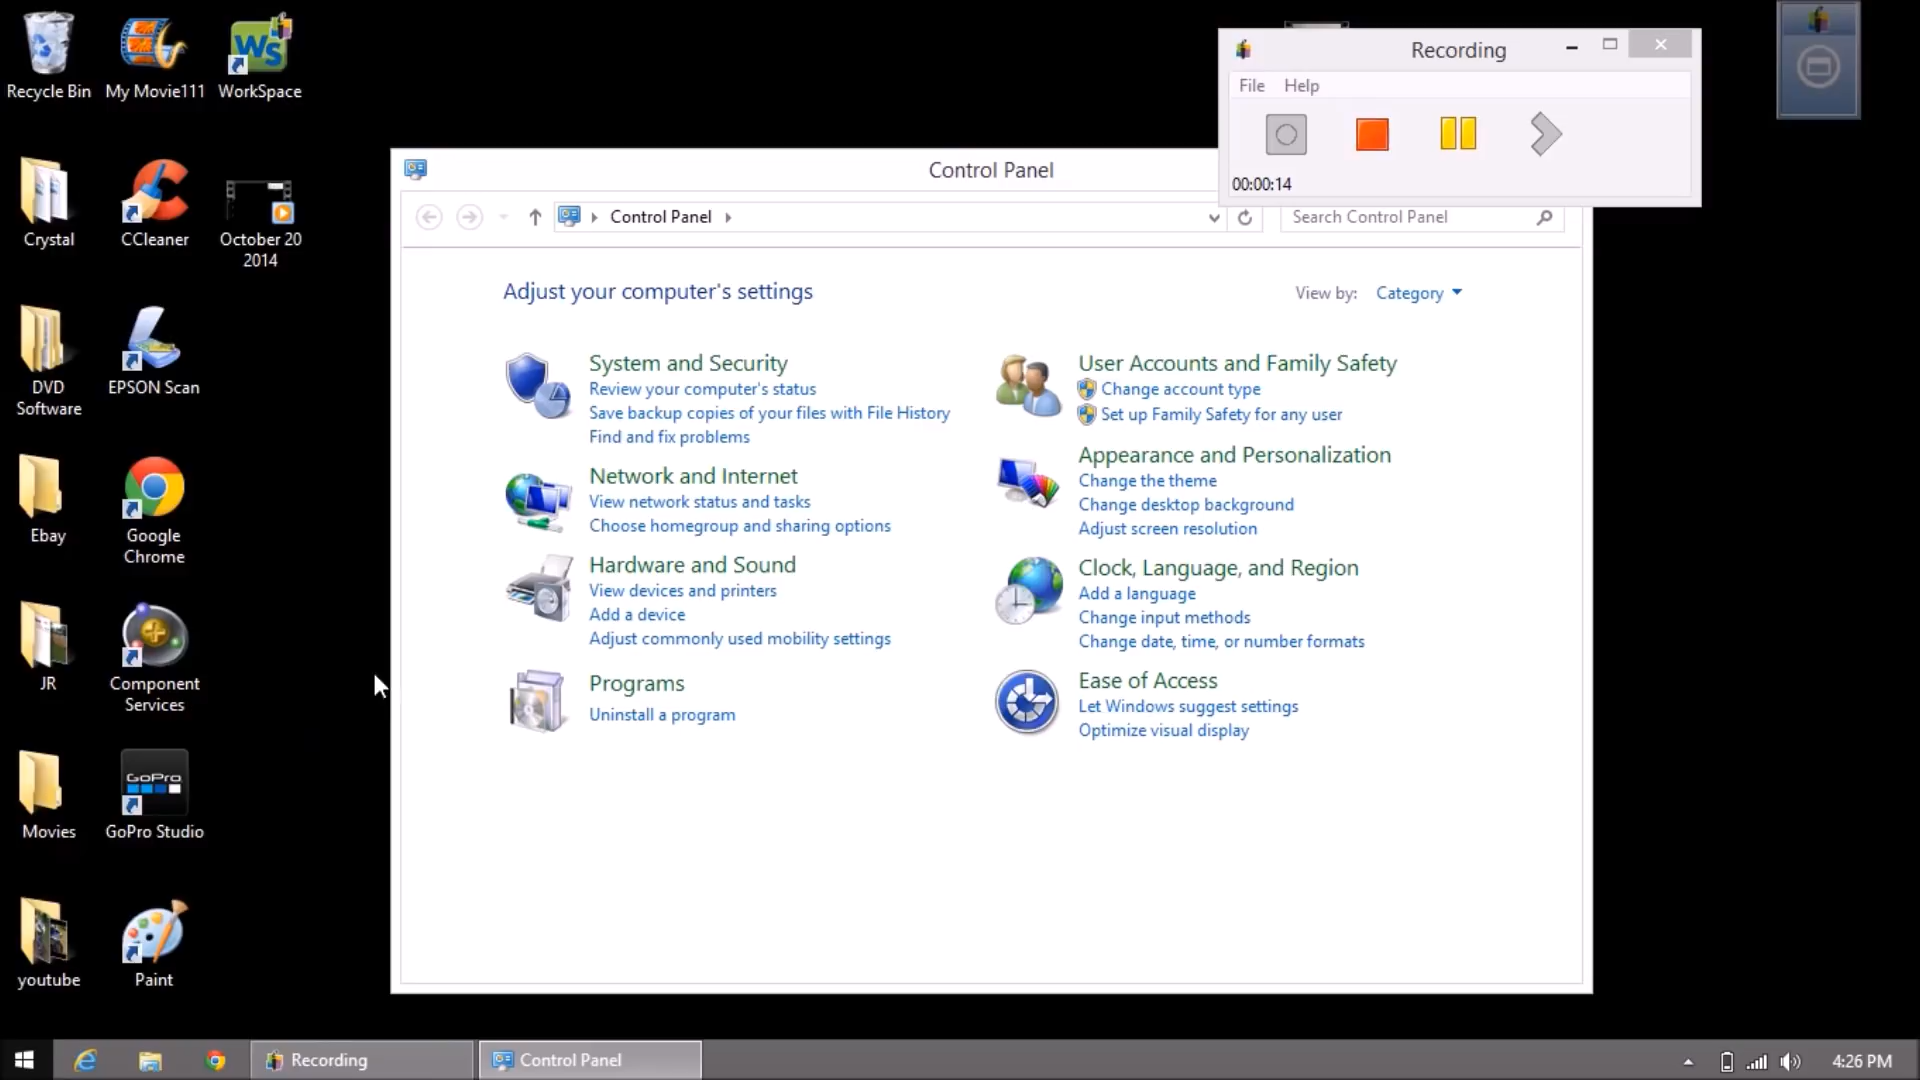 Recycle Bin
My Movie111
WS
WorkSpace
Crystal
CCleaner
October 20
2014
DVD
Software
EPSON Scan
Ebay
Google
Chrome
JR
Component
Services
Movies
GoPro
GoPro Studio
youtube
Paint
Recording
File Help
00:00:14
Control Panel
Control Panel
Search Control Panel
Adjust your computer's settings
View by: Category
System and Security
Review your computer's status
Save backup copies of your files with File History
Find and fix problems
Network and Internet
View network status and tasks
Choose homegroup and sharing options
Hardware and Sound
View devices and printers
Add a device
Adjust commonly used mobility settings
Programs
Uninstall a program
User Accounts and Family Safety
Change account type
Set up Family Safety for any user
Appearance and Personalization
Change the theme
Change desktop background
Adjust screen resolution
Clock, Language, and Region
Add a language
Change input methods
Change date, time, or number formats
Ease of Access
Let Windows suggest settings
Optimize visual display
Recording
Control Panel
4:26 PM